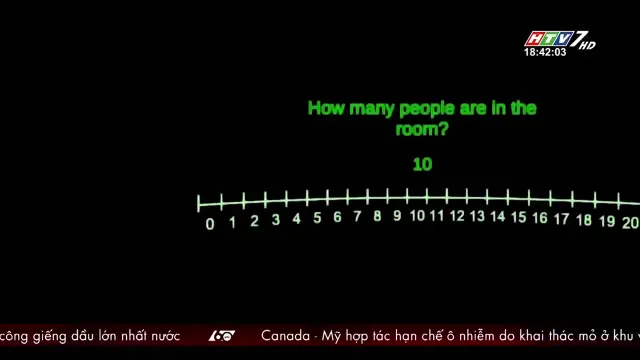 HTV7 HD
18:42:03
How many people are in the
room?
10
0 1 2 3 4 5 6 7 8 9 10 11 12 13 14 15 16 17 18 19 20
công giếng dầu lớn nhất nước
60
Canada - Mỹ hợp tác hạn chế ô nhiễm do khai thác mỏ ở khu v